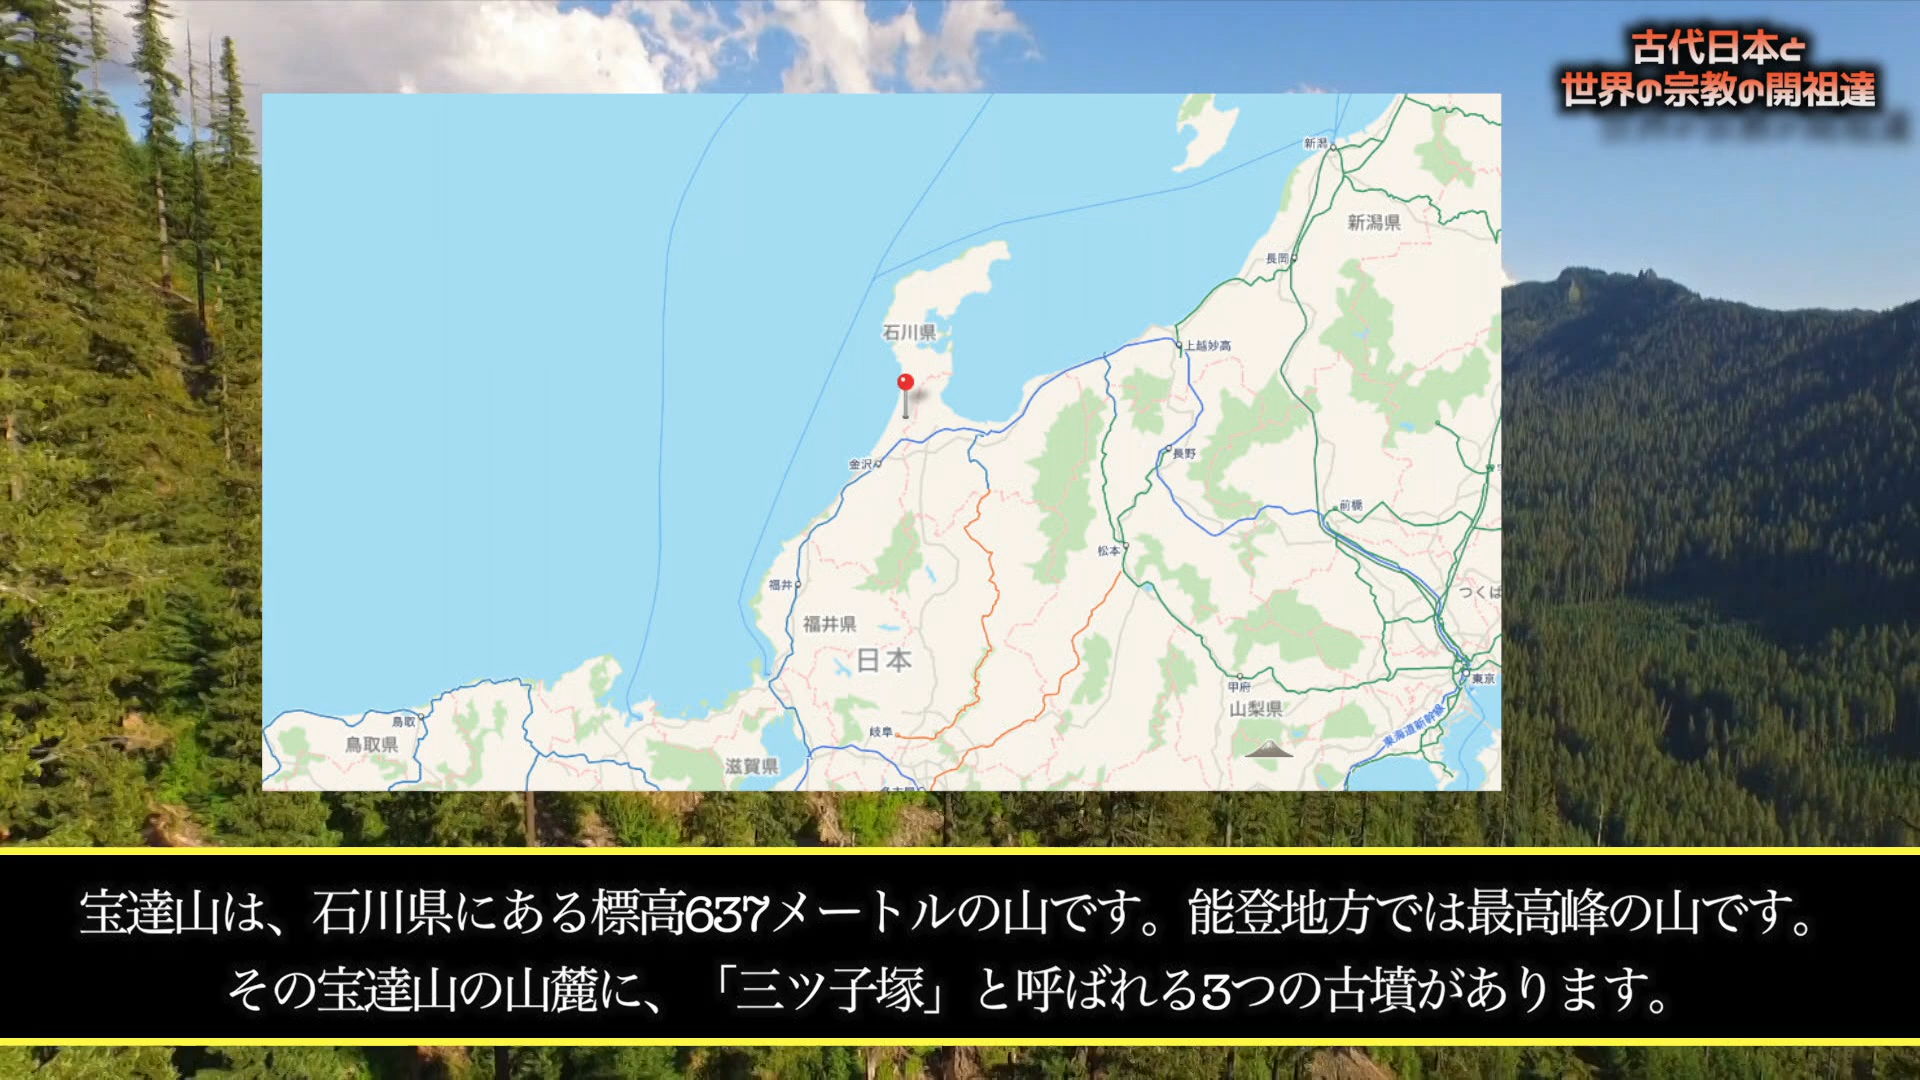 古代日本と
世界の宗教の開祖達
新潟
新潟県
長岡
石川県
上越妙高
金沢
長野
前橋
松本
福井
つくば
福井県
日本
東京
甲府
山梨県
東海道新幹線
鳥取
岐阜
鳥取県
滋賀県
宝達山は、石川県にある標高637メートルの山です。能登地方では最高峰の山です。
その宝達山の山麓に、「三ツ子塚」と呼ばれる3つの古墳があります。